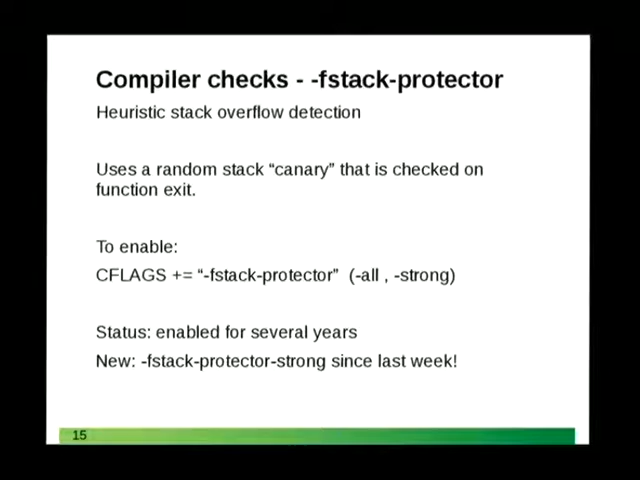 Compiler checks - -fstack-protector
Heuristic stack overflow detection
Uses a random stack “canary” that is checked on
function exit.
To enable:
CFLAGS += “-fstack-protector”  (-all , -strong)
Status: enabled for several years
New: -fstack-protector-strong since last week!
15